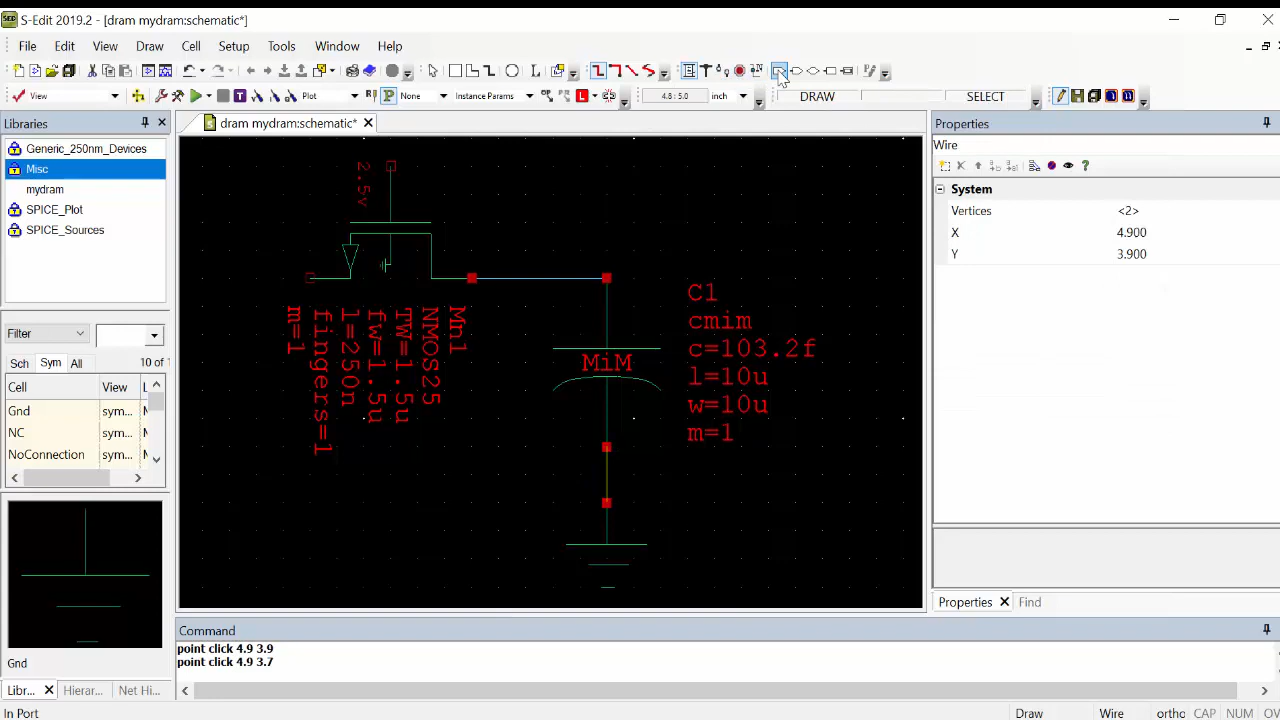 S-Edit 2019.2 - [dram mydram:schematic*]
File Edit View Draw Cell Setup Tools Window Help
View Plot None Instance Params 4.8 : 5.0 inch DRAW SELECT
Libraries
Generic_250nm_Devices
Misc
mydram
SPICE_Plot
SPICE_Sources
Filter
Sch Sym All 10 of 1
Cell View L
Gnd sym... M
NC sym... M
NoConnection sym... M
Gnd
Libr... Hierar... Net Hi...
dram mydram:schematic*
2.5v
Mn1
NMOS25
TW=1.5u
fw=1.5u
l=250n
fingers=1
m=1
MiM
C1
cmim
c=103.2f
l=10u
w=10u
m=1
Properties
Wire
System
Vertices <2>
X 4.900
Y 3.900
Properties Find
Command
point click 4.9 3.9
point click 4.9 3.7
In Port Draw Wire ortho CAP NUM OV